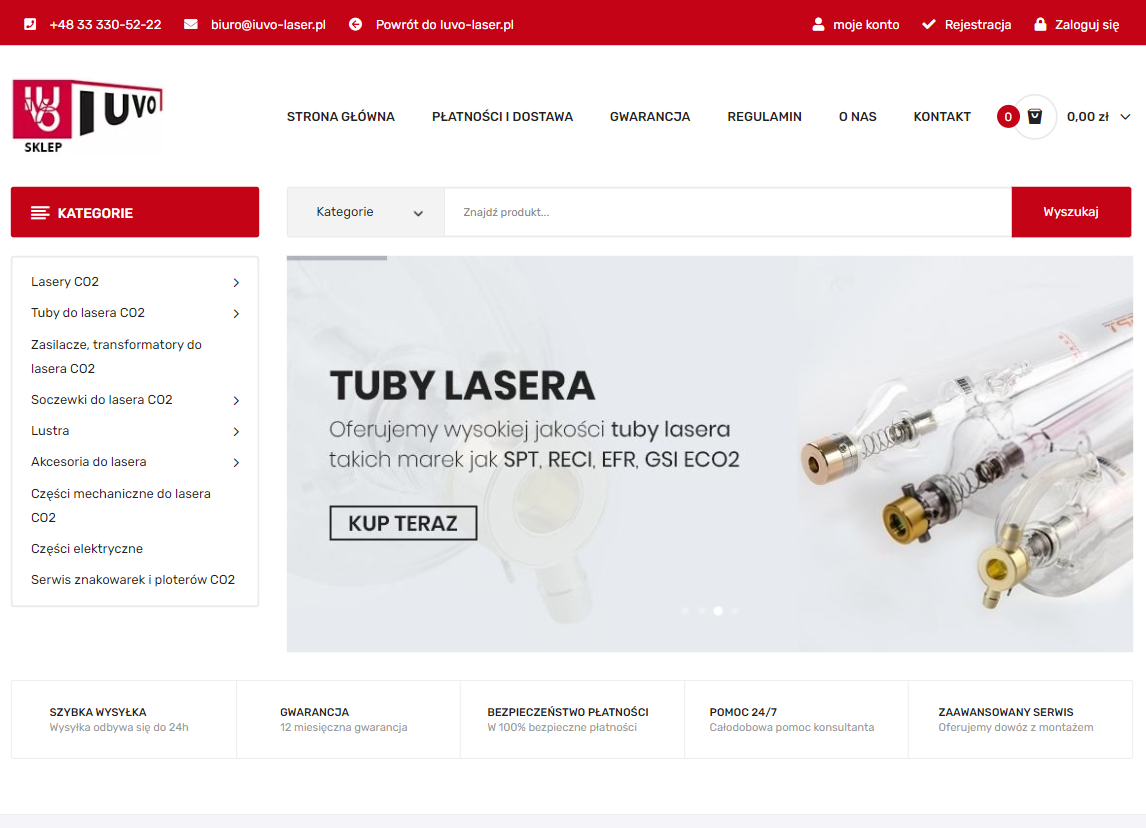 +48 33 330-52-22
biuro@iuvo-laser.pl
Powrót do Iuvo-laser.pl
moje konto
Rejestracja
Zaloguj się
IUVO
IUVO
SKLEP
STRONA GŁÓWNA
PŁATNOŚCI I DOSTAWA
GWARANCJA
REGULAMIN
O NAS
KONTAKT
0
0,00 zł
KATEGORIE
Kategorie
Znajdź produkt...
Wyszukaj
Lasery CO2
Tuby do lasera CO2
Zasilacze, transformatory do
lasera CO2
Soczewki do lasera CO2
Lustra
Akcesoria do lasera
Części mechaniczne do lasera
CO2
Części elektryczne
Serwis znakowarek i ploterów CO2
TUBY LASERA
Oferujemy wysokiej jakości tuby lasera
takich marek jak SPT, RECI, EFR, GSI ECO2
KUP TERAZ
SZYBKA WYSYŁKA
Wysyłka odbywa się do 24h
GWARANCJA
12 miesięczna gwarancja
BEZPIECZEŃSTWO PŁATNOŚCI
W 100% bezpieczne płatności
POMOC 24/7
Całodobowa pomoc konsultanta
ZAAWANSOWANY SERWIS
Oferujemy dowóz z montażem